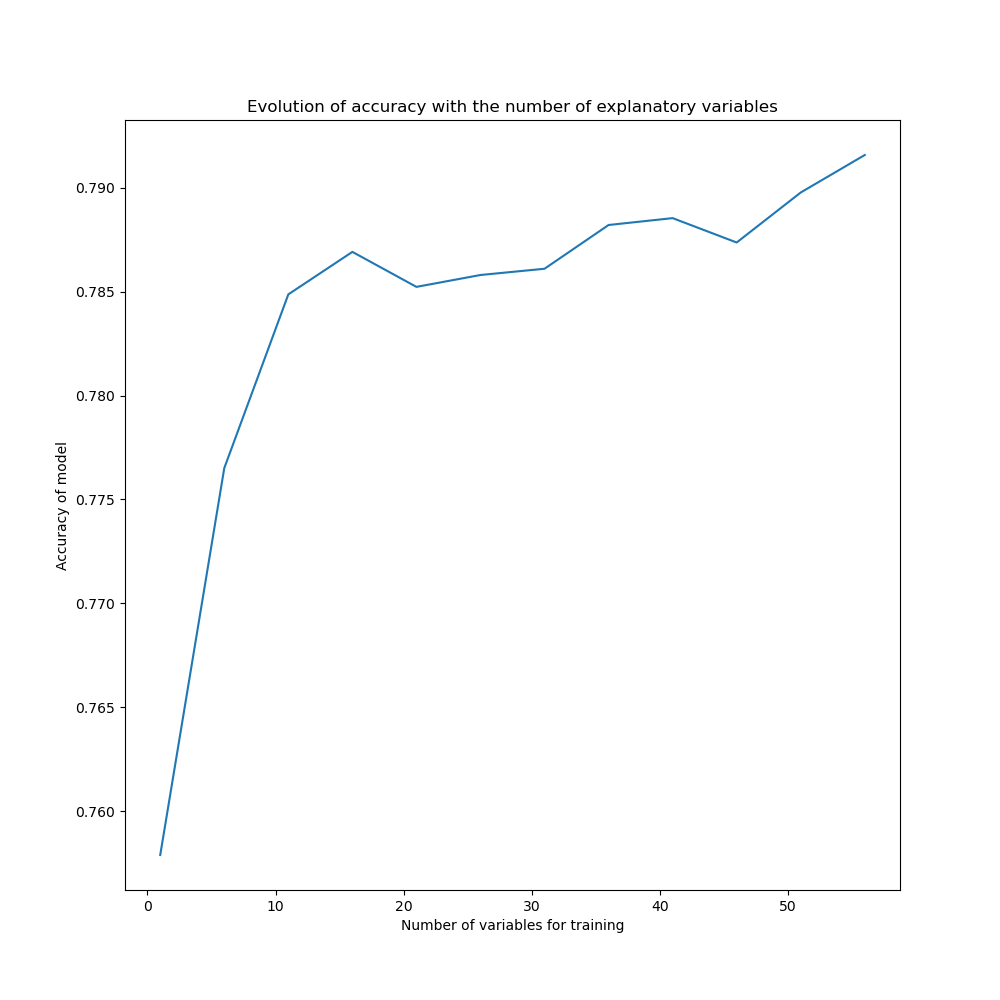 Evolution of accuracy with the number of explanatory variables
0.790
0.785
0.780
0.775
0.770
0.765
0.760
Accuracy of model
0 10 20 30 40 50
Number of variables for training